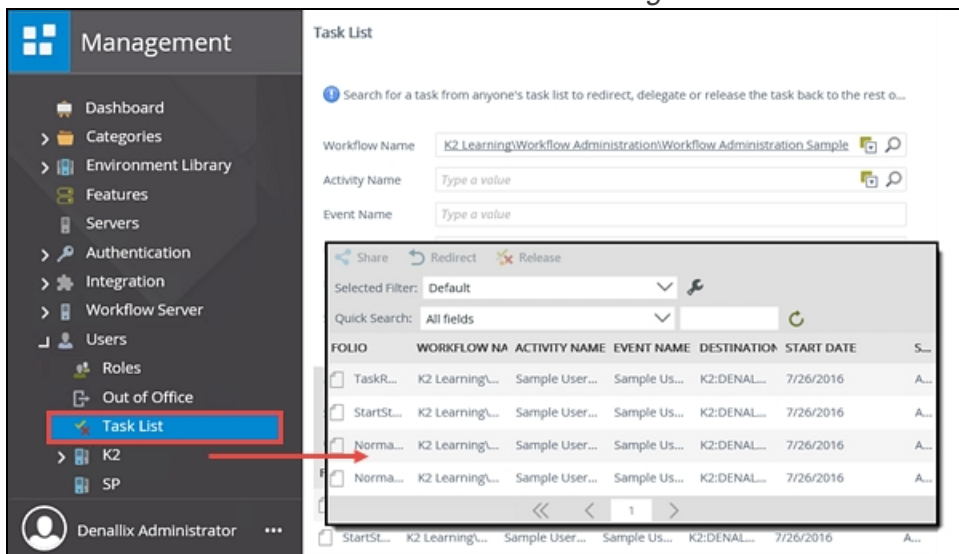 Management
Dashboard
Categories
Environment Library
Features
Servers
Authentication
Integration
Workflow Server
Users
Roles
Out of Office
Task List
K2
SP
Denallix Administrator
Task List
Search for a task from anyone's task list to redirect, delegate or release the task back to the rest o...
Workflow Name K2 Learning\Workflow Administration\Workflow Administration Sample
Activity Name Type a value
Event Name Type a value
Share Redirect Release
Selected Filter: Default
Quick Search: All fields
FOLIO WORKFLOW NA ACTIVITY NAME EVENT NAME DESTINATION START DATE S...
TaskR... K2 Learning\... Sample User... Sample Us... K2:DENAL... 7/26/2016 A...
StartSt... K2 Learning\... Sample User... Sample Us... K2:DENAL... 7/26/2016 A...
Norma... K2 Learning\... Sample User... Sample Us... K2:DENAL... 7/26/2016 A...
Norma... K2 Learning\... Sample User... Sample Us... K2:DENAL... 7/26/2016 A...
1
StartSt... K2 Learning\... Sample User... Sample Us... K2:DENAL... 7/26/2016 A...